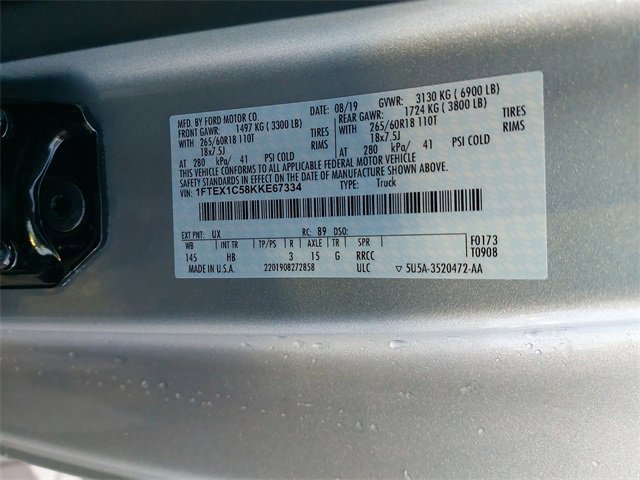 MFD. BY FORD MOTOR CO. DATE: 08/19 GVWR: 3130 KG ( 6900 LB)
FRONT GAWR: 1497 KG ( 3300 LB) REAR GAWR: 1724 KG ( 3800 LB)
WITH 265/60R18 110T TIRES WITH 265/60R18 110T TIRES
18x7.5J RIMS 18x7.5J RIMS
AT 280 kPa/ 41 PSI COLD AT 280 kPa/ 41 PSI COLD
THIS VEHICLE CONFORMS TO ALL APPLICABLE FEDERAL MOTOR VEHICLE
SAFETY STANDARDS IN EFFECT ON THE DATE OF MANUFACTURE SHOWN ABOVE.
VIN: 1FTEX1C58KKE67334 TYPE: Truck
EXT PNT: UX RC: 89 DSO: F0173
WB INT TR TP/PS R AXLE TR SPR T0908
145 HB 3 15 G RRCC
MADE IN U.S.A. 2201908272858 ULC ▽ 5U5A-3520472-AA